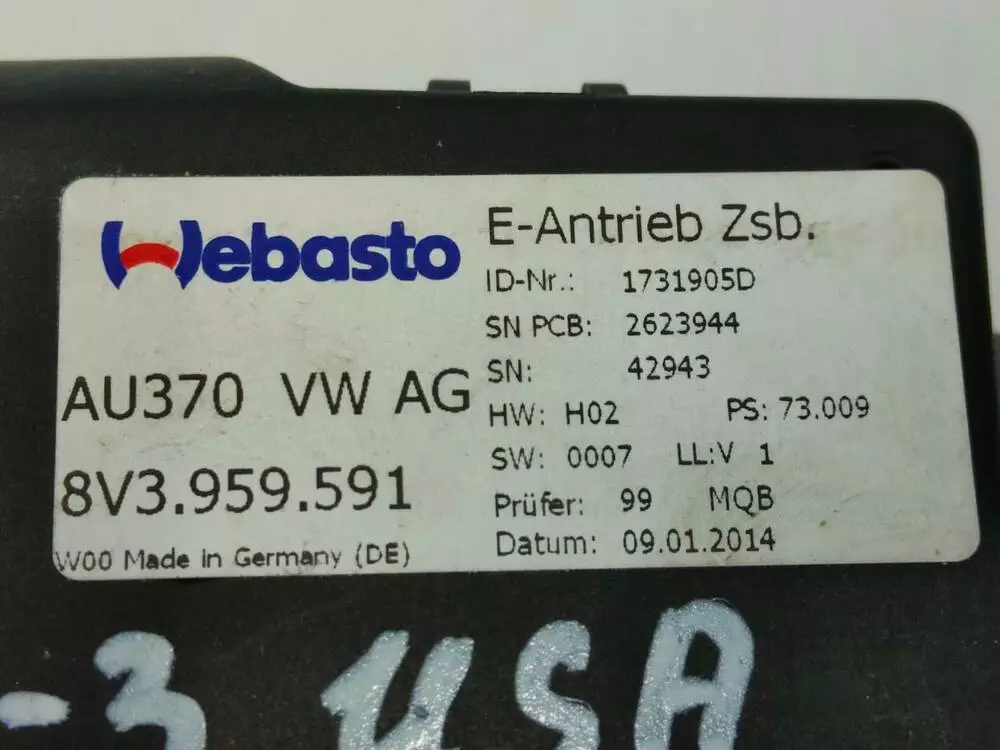 Webasto
AU370 VW AG
8V3.959.591
W00 Made in Germany (DE)
E-Antrieb Zsb.
ID-Nr.: 1731905D
SN PCB: 2623944
SN: 42943
HW: H02 PS: 73.009
SW: 0007 LL:V 1
Prüfer: 99 MQB
Datum: 09.01.2014
-3 USA